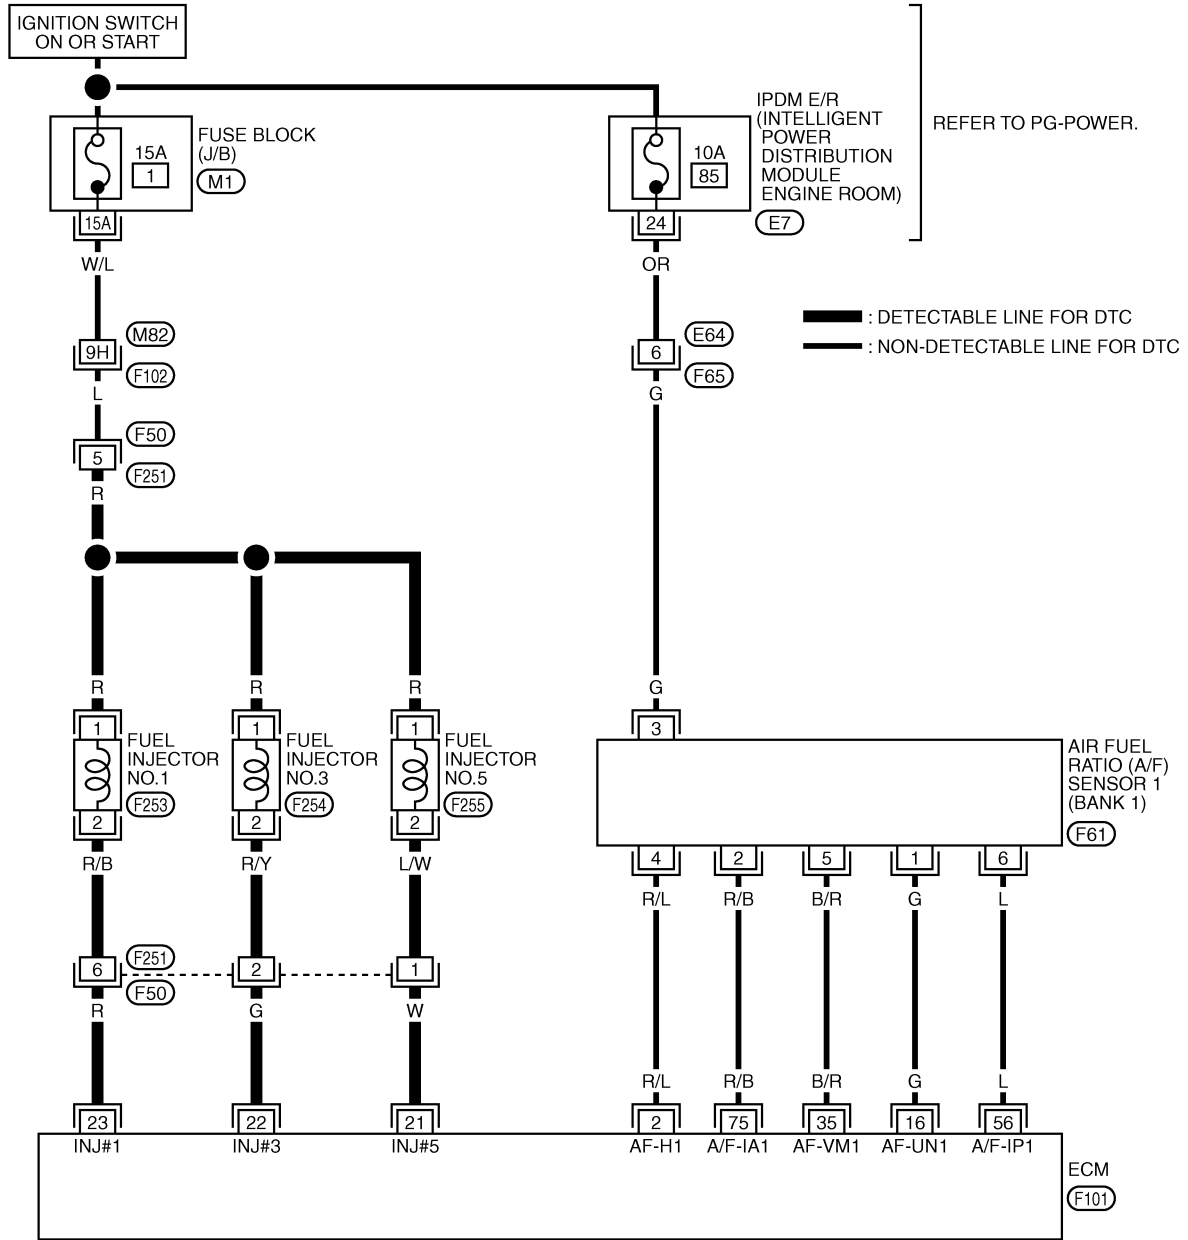 IGNITION SWITCH
ON OR START
FUSE BLOCK
(J/B)
M1
15A
1
15A
W/L
IPDM E/R
(INTELLIGENT
POWER
DISTRIBUTION
MODULE
ENGINE ROOM)
E7
10A
85
24
OR
REFER TO PG-POWER.
: DETECTABLE LINE FOR DTC
: NON-DETECTABLE LINE FOR DTC
M82
9H
F102
L
E64
6
F65
G
F50
5
F251
R
R
R
R
G
1
1
1
3
FUEL
INJECTOR
NO.1
F253
FUEL
INJECTOR
NO.3
F254
FUEL
INJECTOR
NO.5
F255
AIR FUEL
RATIO (A/F)
SENSOR 1
(BANK 1)
F61
2
2
2
4
2
5
1
6
R/B
R/Y
L/W
R/L
R/B
B/R
G
L
F251
6
2
1
F50
R
G
W
R/L
R/B
B/R
G
L
23
22
21
2
75
35
16
56
INJ#1
INJ#3
INJ#5
AF-H1
A/F-IA1
AF-VM1
AF-UN1
A/F-IP1
ECM
F101